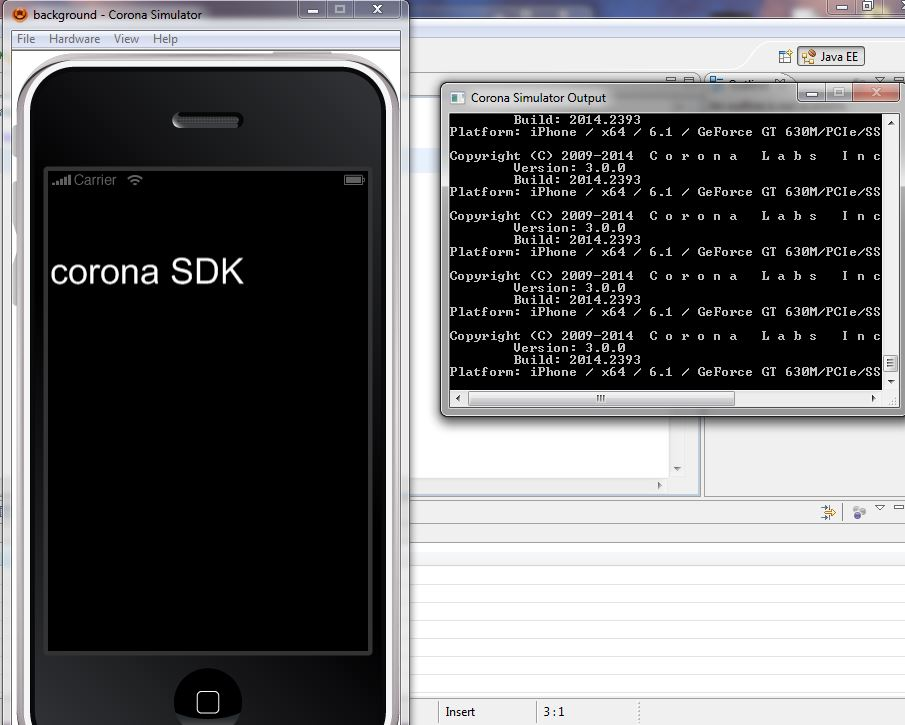 background - Corona Simulator
File Hardware View Help
Carrier
corona SDK
Java EE
Corona Simulator Output
Build: 2014.2393
Platform: iPhone / x64 / 6.1 / GeForce GT 630M/PCIe/SS
Copyright (C) 2009-2014 C o r o n a L a b s I n c
Version: 3.0.0
Build: 2014.2393
Platform: iPhone / x64 / 6.1 / GeForce GT 630M/PCIe/SS
Copyright (C) 2009-2014 C o r o n a L a b s I n c
Version: 3.0.0
Build: 2014.2393
Platform: iPhone / x64 / 6.1 / GeForce GT 630M/PCIe/SS
Copyright (C) 2009-2014 C o r o n a L a b s I n c
Version: 3.0.0
Build: 2014.2393
Platform: iPhone / x64 / 6.1 / GeForce GT 630M/PCIe/SS
Copyright (C) 2009-2014 C o r o n a L a b s I n c
Version: 3.0.0
Build: 2014.2393
Platform: iPhone / x64 / 6.1 / GeForce GT 630M/PCIe/SS
Insert
3 : 1